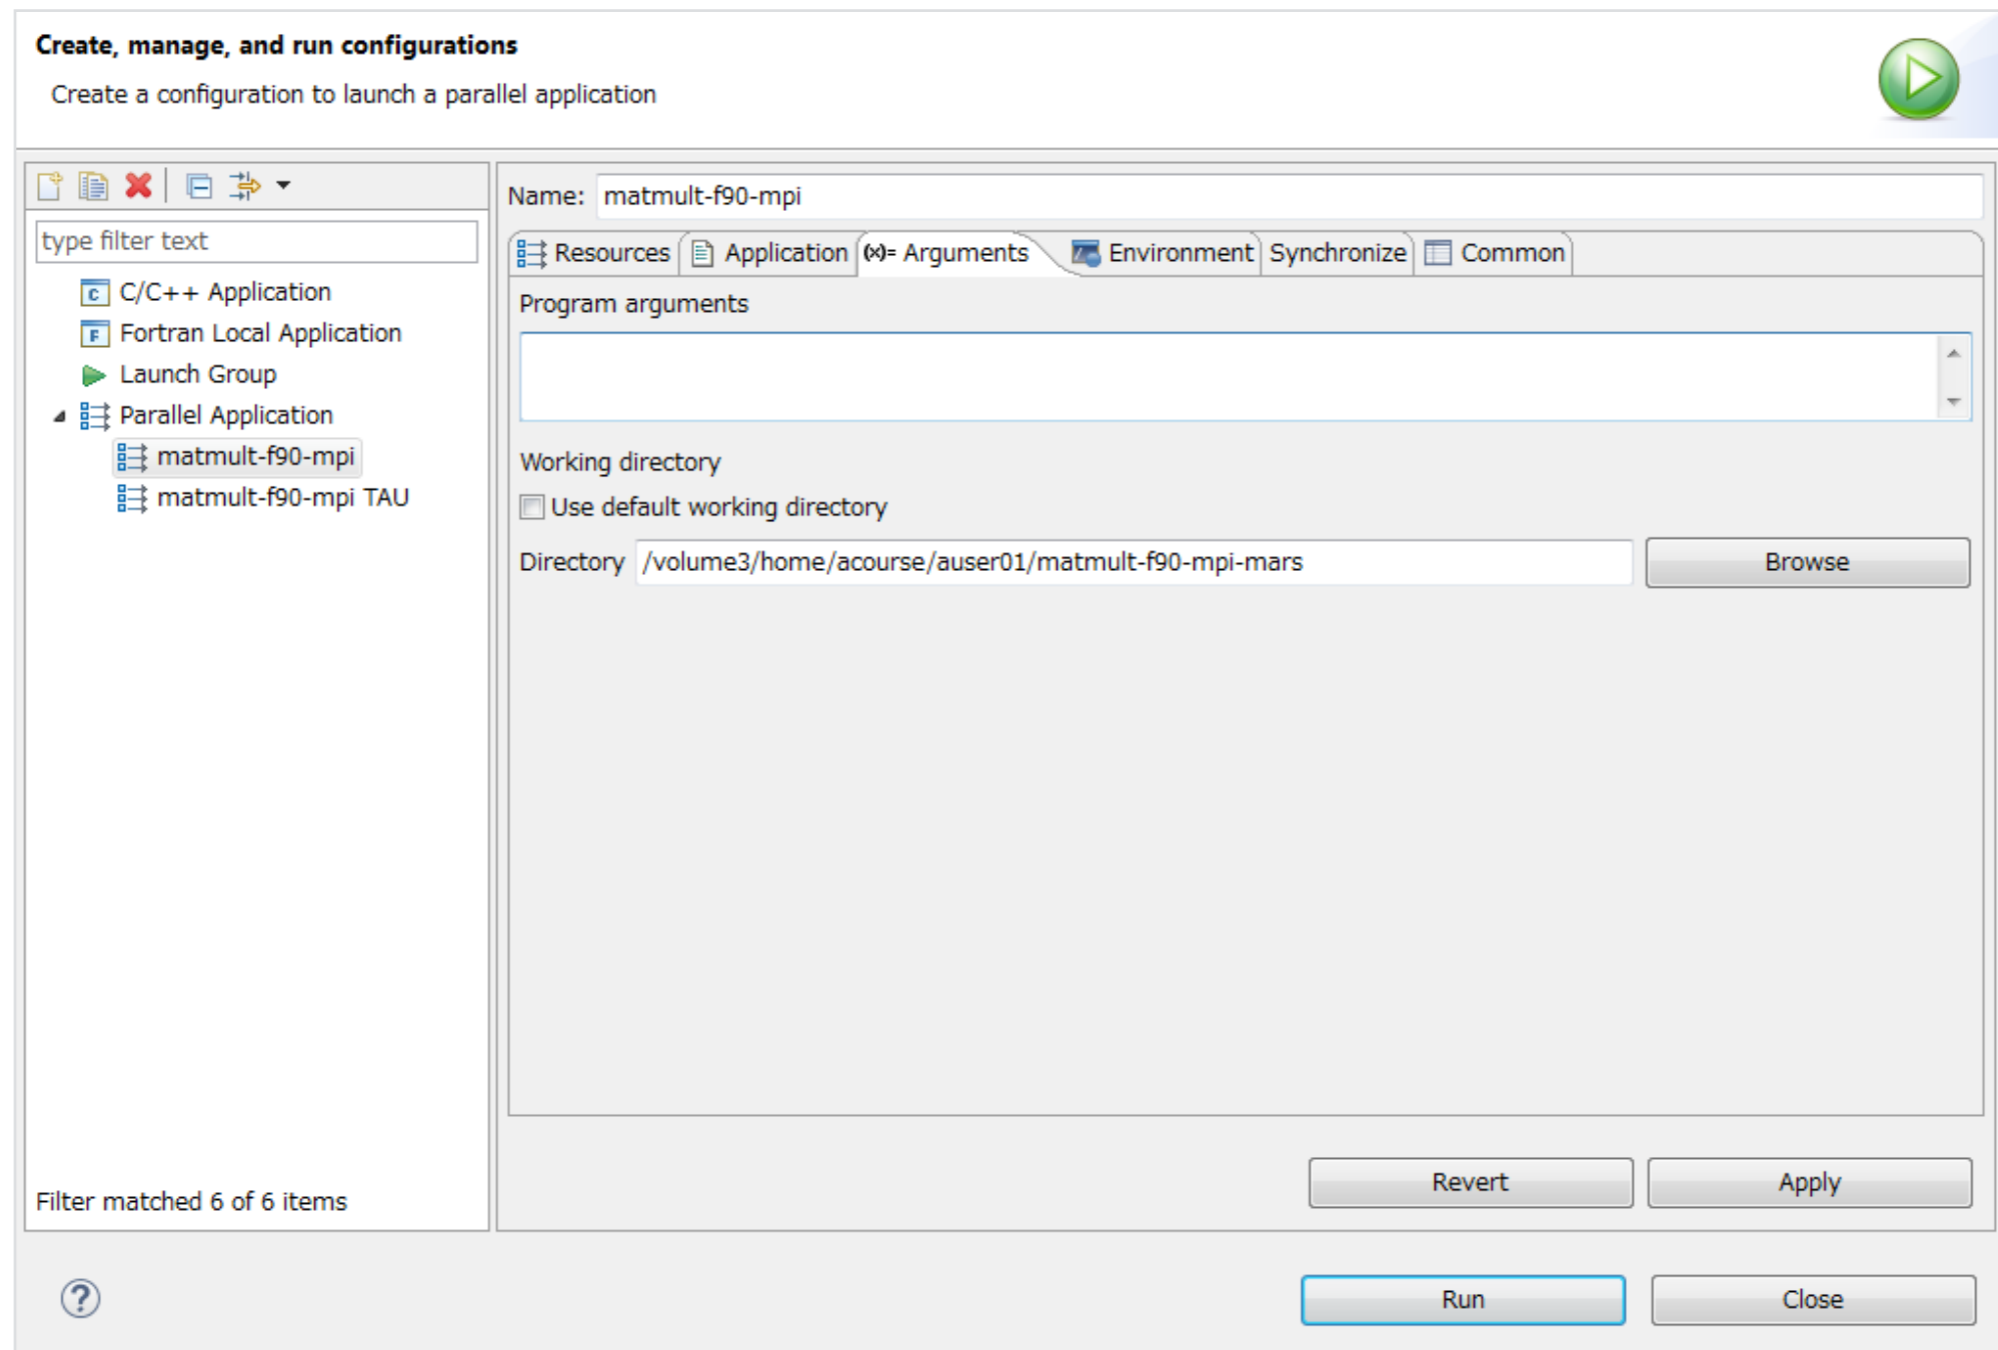 Create, manage, and run configurations
Create a configuration to launch a parallel application
type filter text
C/C++ Application
Fortran Local Application
Launch Group
Parallel Application
matmult-f90-mpi
matmult-f90-mpi TAU
Filter matched 6 of 6 items
Name: matmult-f90-mpi
Resources Application (x)= Arguments Environment Synchronize Common
Program arguments
Working directory
Use default working directory
Directory /volume3/home/acourse/auser01/matmult-f90-mpi-mars Browse
Revert Apply
Run Close